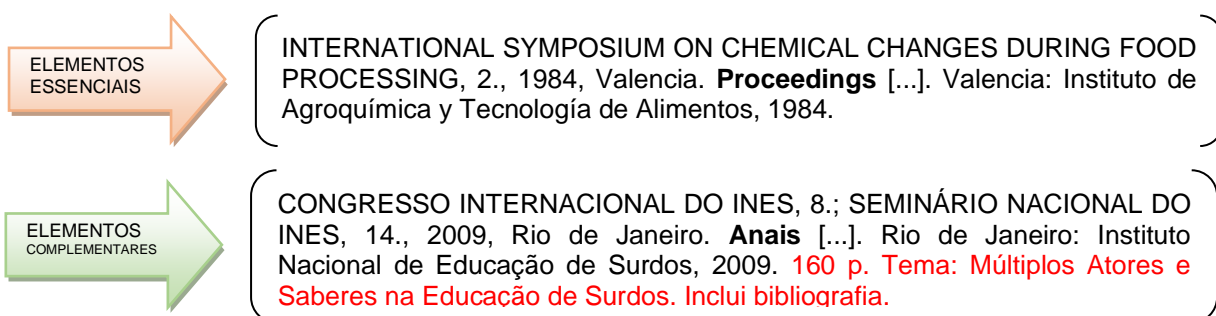 ELEMENTOS
ESSENCIAIS
INTERNATIONAL SYMPOSIUM ON CHEMICAL CHANGES DURING FOOD
PROCESSING, 2., 1984, Valencia. Proceedings [...]. Valencia: Instituto de
Agroquímica y Tecnología de Alimentos, 1984.
ELEMENTOS
COMPLEMENTARES
CONGRESSO INTERNACIONAL DO INES, 8.; SEMINÁRIO NACIONAL DO
INES, 14., 2009, Rio de Janeiro. Anais [...]. Rio de Janeiro: Instituto
Nacional de Educação de Surdos, 2009. 160 p. Tema: Múltiplos Atores e
Saberes na Educação de Surdos. Inclui bibliografia.